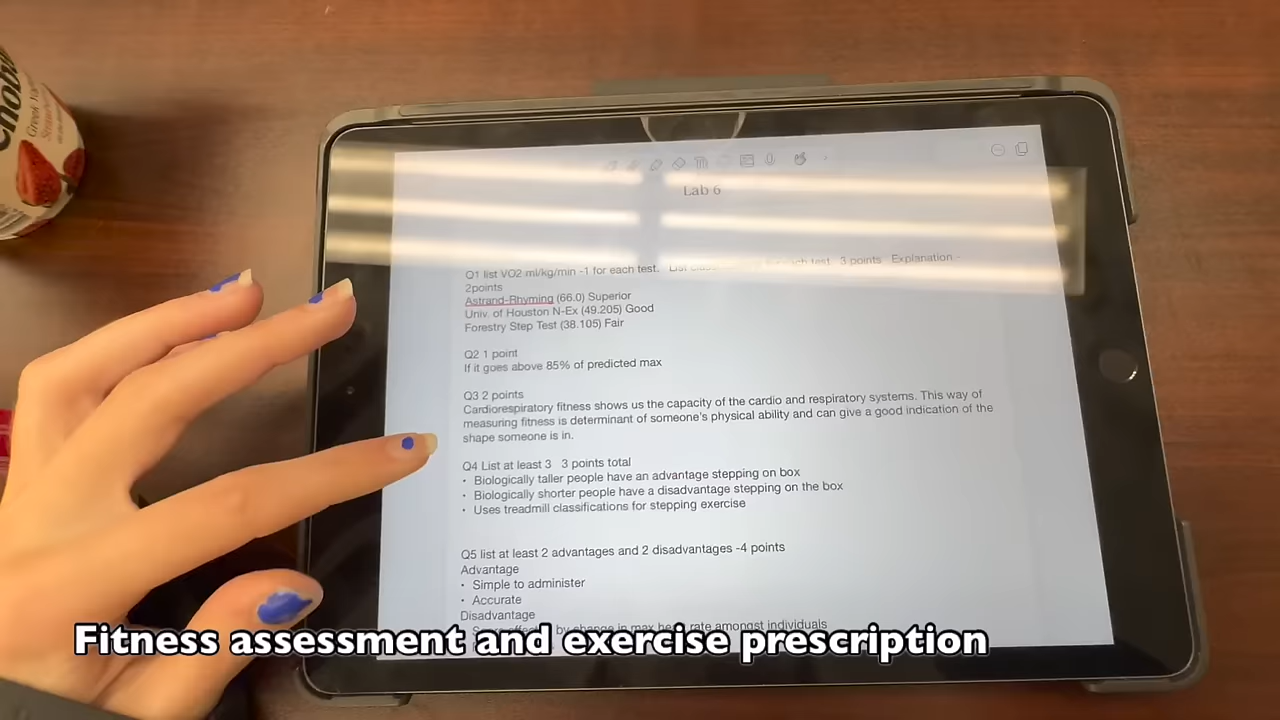 Lab 6
Q1 list VO2 ml/kg/min -1 for each test. test 3 points Explanation -
2points
Astrand-Rhyming (66.0) Superior
Univ. of Houston N-Ex (49.205) Good
Forestry Step Test (38.105) Fair
Q2 1 point
If it goes above 85% of predicted max
Q3 2 points
Cardiorespiratory fitness shows us the capacity of the cardio and respiratory systems. This way of
measuring fitness is determinant of someone's physical ability and can give a good indication of the
shape someone is in.
Q4 List at least 3 3 points total
• Biologically taller people have an advantage stepping on box
• Biologically shorter people have a disadvantage stepping on the box
• Uses treadmill classifications for stepping exercise
Q5 list at least 2 advantages and 2 disadvantages -4 points
Advantage
• Simple to administer
• Accurate
Disadvantage
by change in max rate amongst individuals
Fitness assessment and exercise prescription